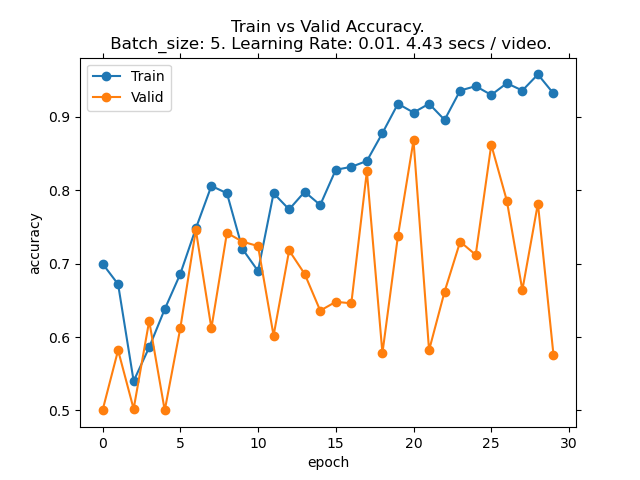 Train vs Valid Accuracy.
Batch_size: 5. Learning Rate: 0.01. 4.43 secs / video.
Train
Valid
0.9
0.8
0.7
0.6
0.5
accuracy
0 5 10 15 20 25 30
epoch